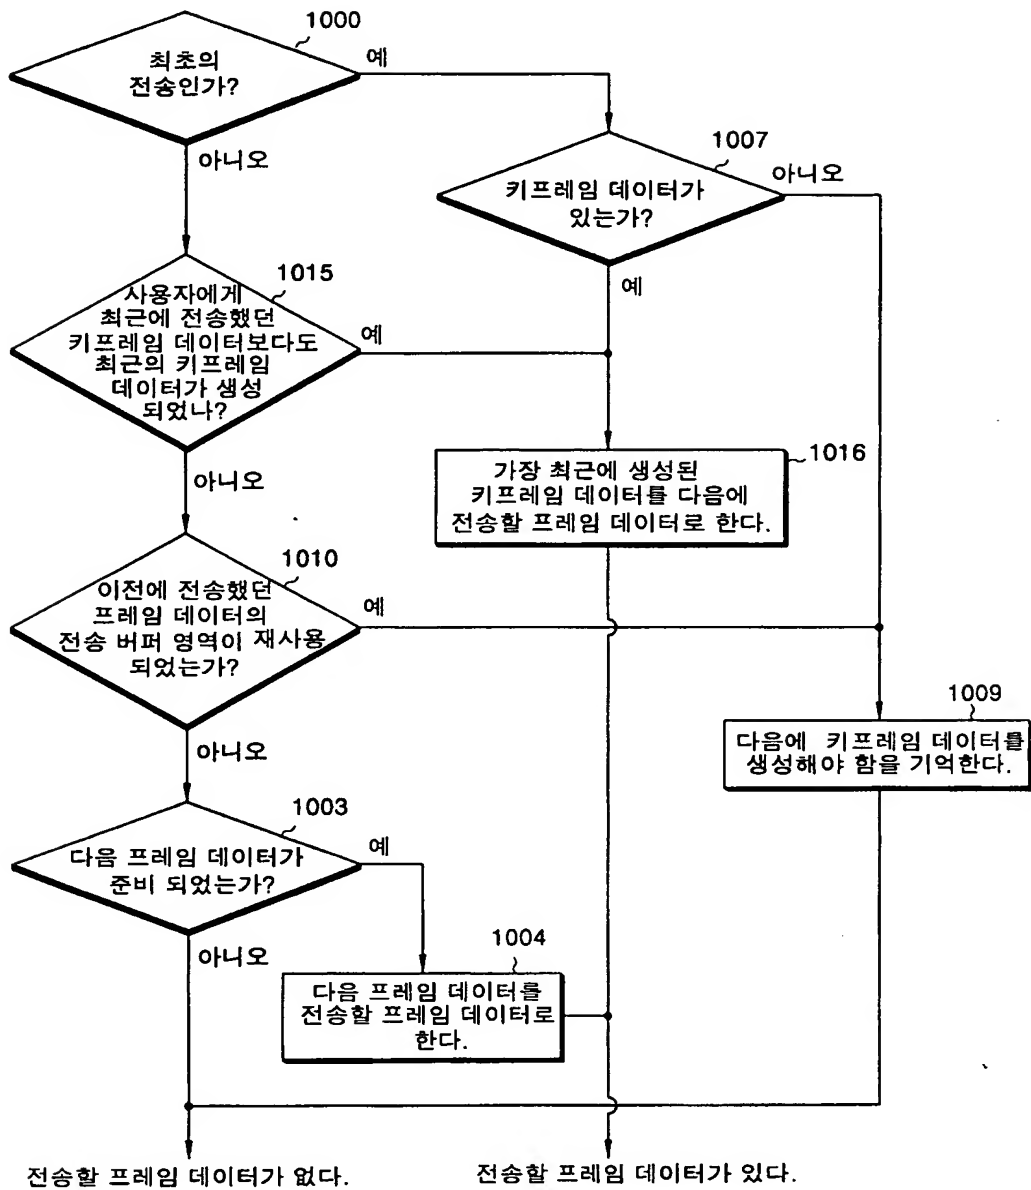 1000
최초의
전송인가?
예
아니오
1007
키프레임 데이터가
있는가?
아니오
예
1015
사용자에게
최근에 전송했던
키프레임 데이터보다도
최근의 키프레임
데이터가 생성
되었나?
예
아니오
1016
가장 최근에 생성된
키프레임 데이터를 다음에
전송할 프레임 데이터로 한다.
1010
이전에 전송했던
프레임 데이터의
전송 버퍼 영역이 재사용
되었는가?
예
아니오
1009
다음에 키프레임 데이터를
생성해야 함을 기억한다.
1003
다음 프레임 데이터가
준비 되었는가?
예
아니오
1004
다음 프레임 데이터를
전송할 프레임 데이터로
한다.
전송할 프레임 데이터가 없다.
전송할 프레임 데이터가 있다.